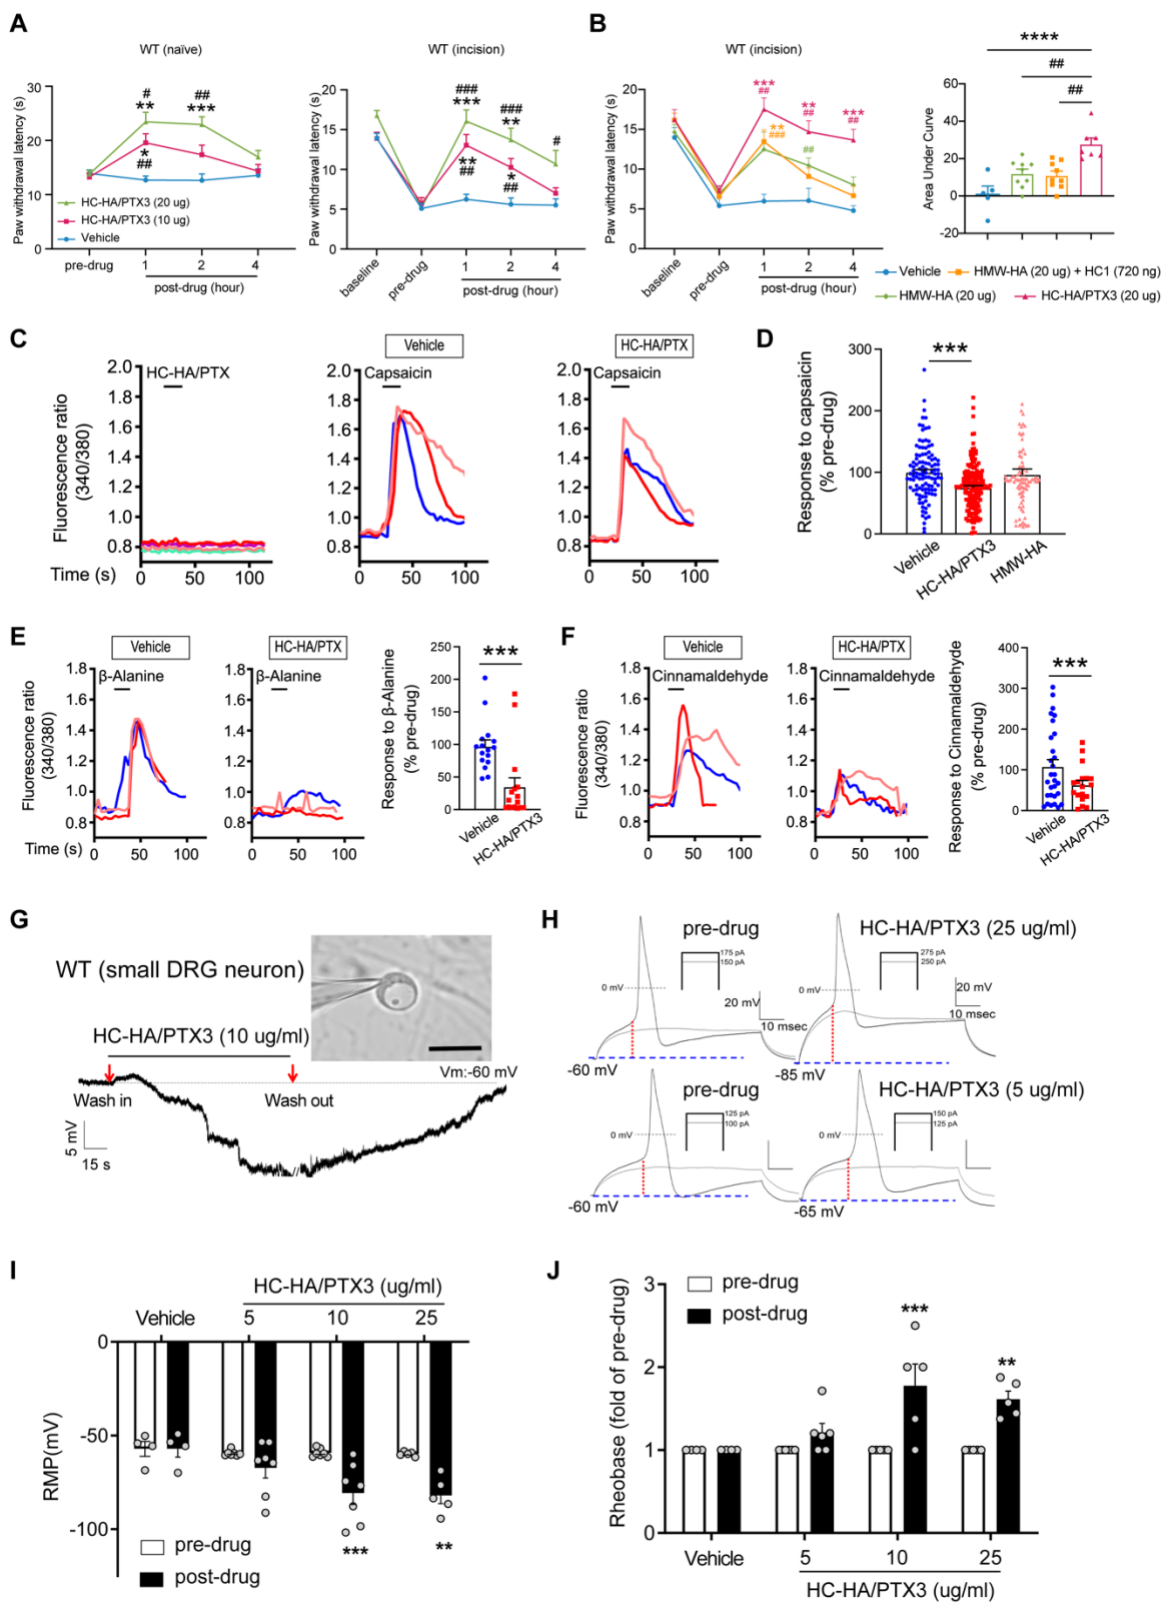 A
WT (naïve)
WT (incision)
Paw withdrawal latency (s)
30
20
10
0
#
**
##
***
*
##
HC-HA/PTX3 (20 ug)
HC-HA/PTX3 (10 ug)
Vehicle
pre-drug
1
2
4
post-drug (hour)
Paw withdrawal latency (s)
20
15
10
5
0
###
***
###
**
#
**
##
*
##
baseline
pre-drug
1
2
4
post-drug (hour)
B
WT (incision)
Paw withdrawal latency (s)
20
15
10
5
0
***
##
**
##
***
##
**
###
##
baseline
pre-drug
1
2
4
post-drug (hour)
****
##
##
Area Under Curve
60
40
20
0
-20
Vehicle
HMW-HA (20 ug) + HC1 (720 ng)
HMW-HA (20 ug)
HC-HA/PTX3 (20 ug)
C
Fluorescence ratio
(340/380)
2.0
1.8
1.6
1.4
1.2
1.0
0.8
HC-HA/PTX
Time (s)
0
50
100
Vehicle
Capsaicin
2.0
1.8
1.6
1.4
1.2
1.0
0.8
0
50
100
HC-HA/PTX
Capsaicin
2.0
1.8
1.6
1.4
1.2
1.0
0.8
0
50
100
D
Response to capsaicin
(% pre-drug)
300
200
100
0
***
Vehicle
HC-HA/PTX3
HMW-HA
E
Vehicle
β-Alanine
Fluorescence ratio
(340/380)
1.8
1.6
1.4
1.2
1.0
0.8
Time (s)
0
50
100
HC-HA/PTX
β-Alanine
1.8
1.6
1.4
1.2
1.0
0.8
0
50
100
Response to β-Alanine
(% pre-drug)
250
200
150
100
50
0
***
Vehicle
HC-HA/PTX3
F
Vehicle
Cinnamaldehyde
Fluorescence ratio
(340/380)
1.8
1.6
1.4
1.2
1.0
0.8
0
50
100
HC-HA/PTX
Cinnamaldehyde
1.8
1.6
1.4
1.2
1.0
0.8
0
50
100
Response to Cinnamaldehyde
(% pre-drug)
400
300
200
100
0
***
Vehicle
HC-HA/PTX3
G
WT (small DRG neuron)
HC-HA/PTX3 (10 ug/ml)
Vm:-60 mV
Wash in
Wash out
5 mV
15 s
H
pre-drug
175 pA
150 pA
0 mV
20 mV
10 msec
-60 mV
HC-HA/PTX3 (25 ug/ml)
275 pA
250 pA
0 mV
20 mV
10 msec
-85 mV
pre-drug
125 pA
100 pA
0 mV
-60 mV
HC-HA/PTX3 (5 ug/ml)
150 pA
125 pA
0 mV
-65 mV
I
HC-HA/PTX3 (ug/ml)
Vehicle
5
10
25
RMP(mV)
0
-50
-100
pre-drug
post-drug
***
**
J
Rheobase (fold of pre-drug)
3
2
1
0
pre-drug
post-drug
***
**
Vehicle
5
10
25
HC-HA/PTX3 (ug/ml)